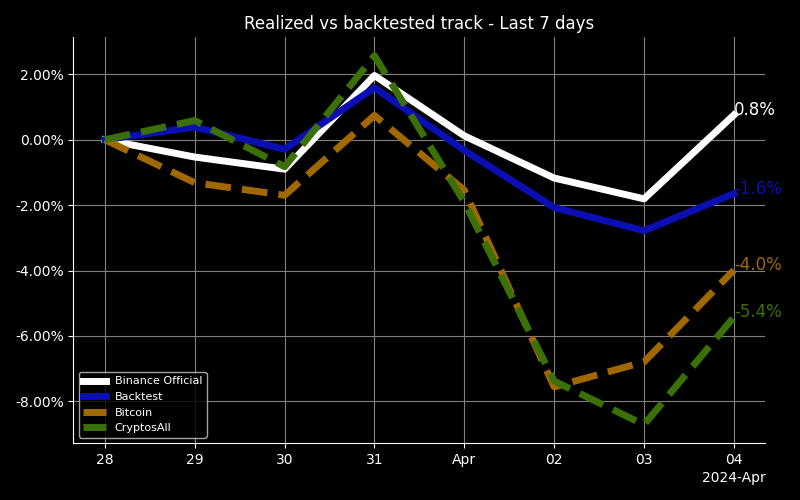 Realized vs backtested track - Last 7 days
2.00%
0.00%
-2.00%
-4.00%
-6.00%
-8.00%
0.8%
-1.6%
-4.0%
-5.4%
Binance Official
Backtest
Bitcoin
CryptosAll
28 29 30 31 Apr 02 03 04
2024-Apr